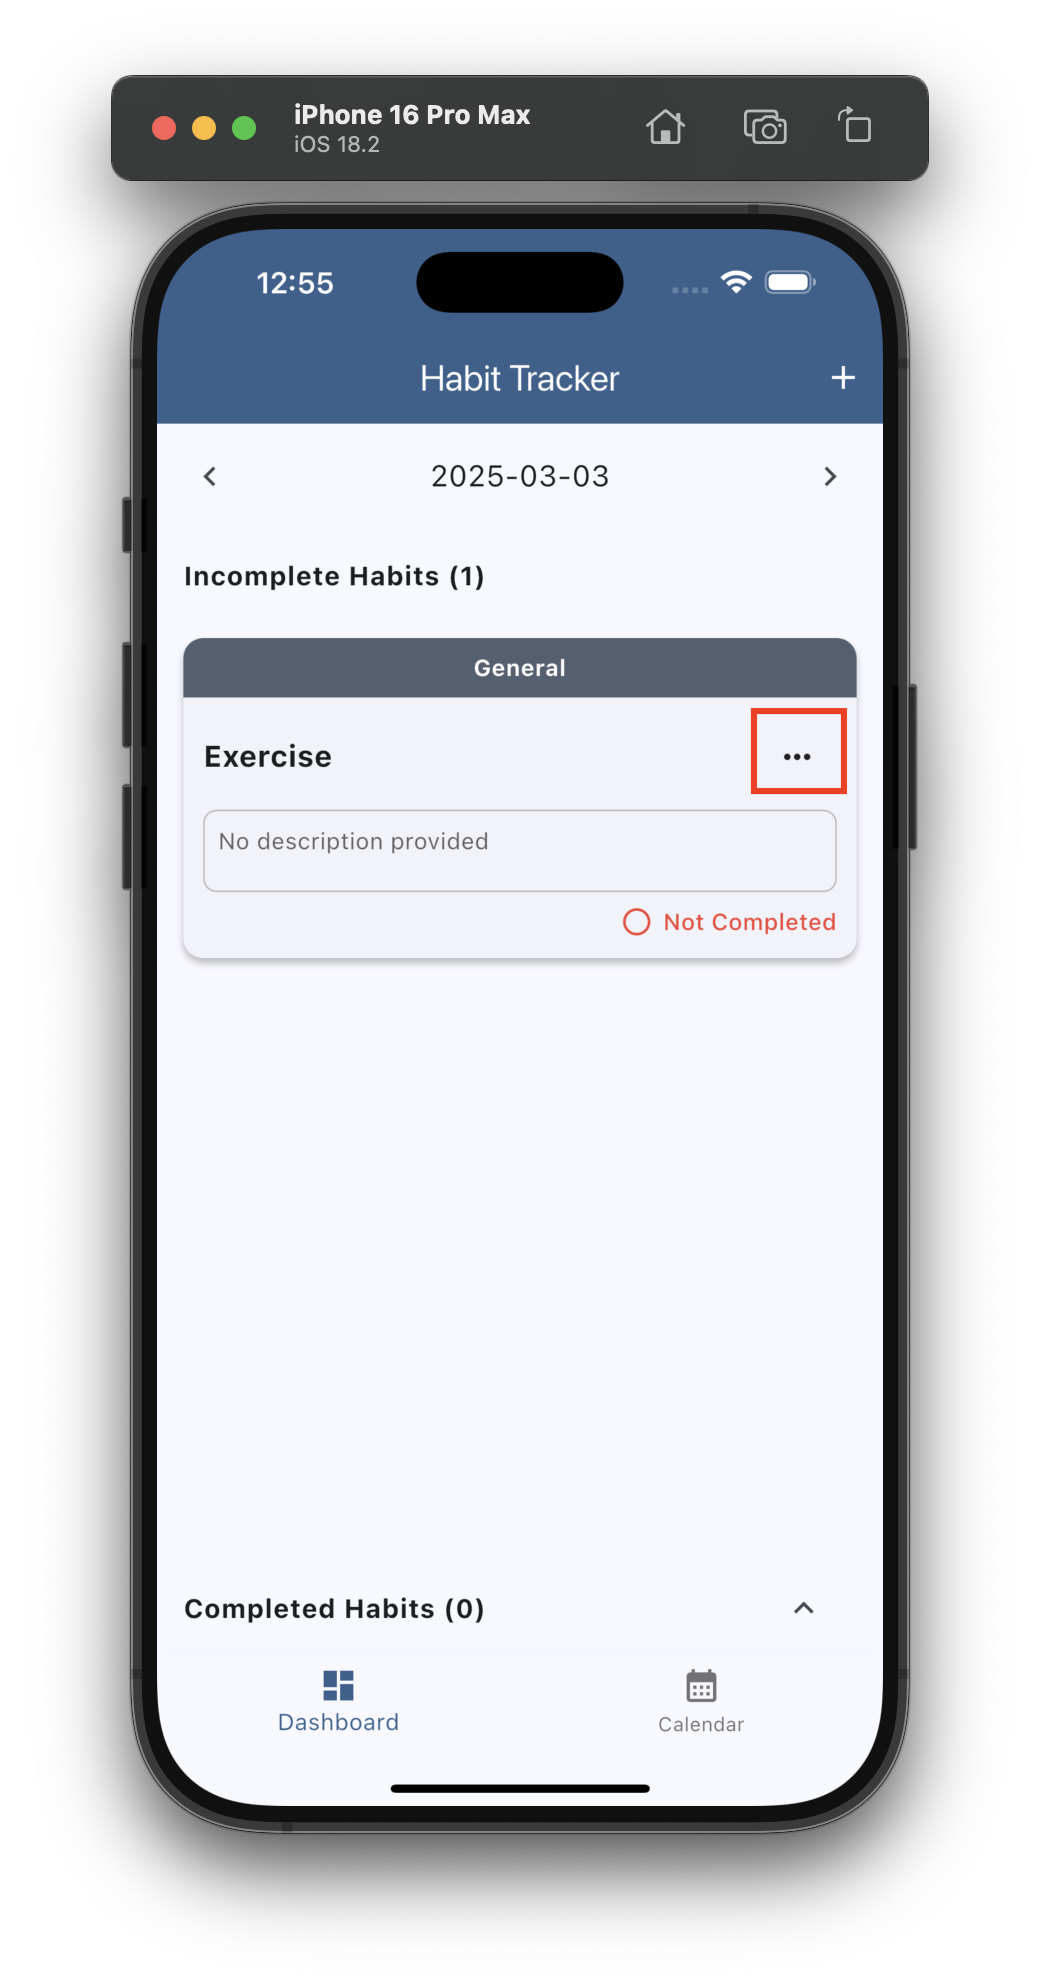 iPhone 16 Pro Max
iOS 18.2
12:55
Habit Tracker
2025-03-03
Incomplete Habits (1)
General
Exercise
No description provided
Not Completed
Completed Habits (0)
Dashboard
Calendar